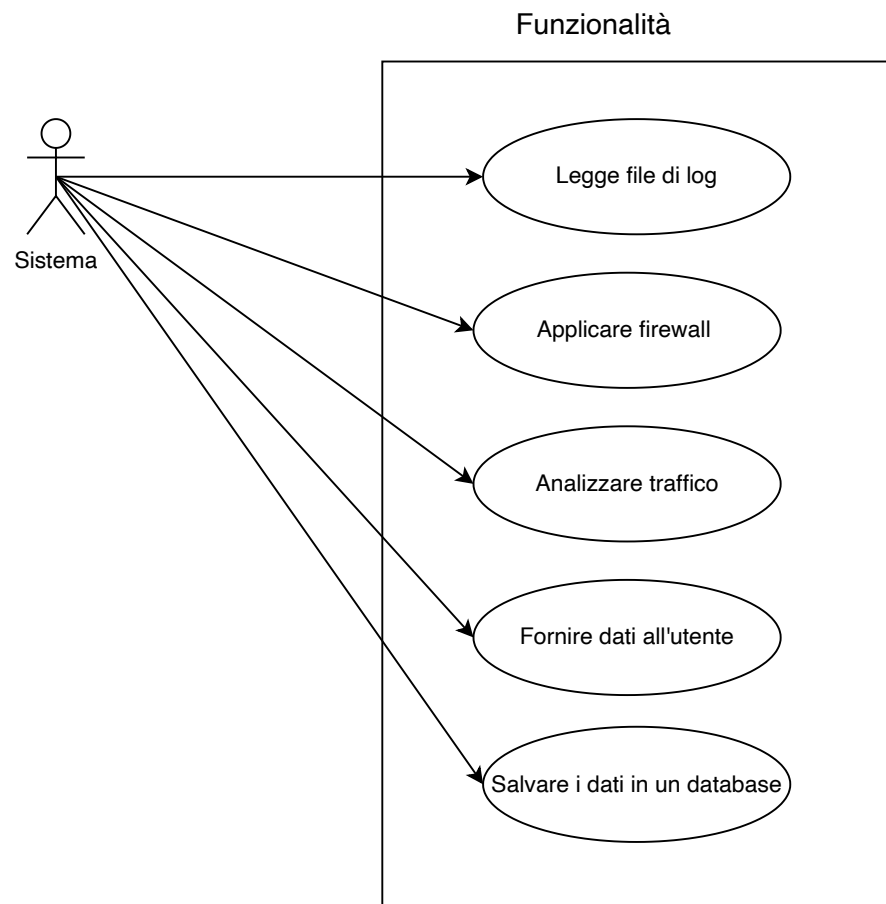 Funzionalità
Legge file di log
Sistema
Applicare firewall
Analizzare traffico
Fornire dati all'utente
Salvare i dati in un database